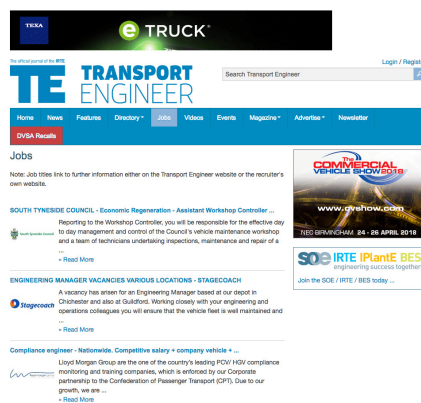 TEXA
e TRUCK
The official journal of the IRTE
Login / Regist
TE TRANSPORT
ENGINEER
Search Transport Engineer
Home News Features Directory Jobs Videos Events Magazine Advertise Newsletter
DVSA Recalls
Jobs
Note: Job titles link to further information either on the Transport Engineer website or the recruiter's
own website.
SOUTH TYNESIDE COUNCIL - Economic Regeneration - Assistant Workshop Controller ...
South Tyneside Council
Reporting to the Workshop Controller, you will be responsible for the effective day
to day management and control of the Council's vehicle maintenance workshop
and a team of technicians undertaking inspections, maintenance and repair of a
...
» Read More
ENGINEERING MANAGER VACANCIES VARIOUS LOCATIONS - STAGECOACH
Stagecoach
A vacancy has arisen for an Engineering Manager based at our depot in
Chichester and also at Guildford. Working closely with your engineering and
operations colleagues you will ensure that the vehicle fleet is well maintained and
...
» Read More
Compliance engineer - Nationwide. Competitive salary + company vehicle + ...
Lloyd Morgan Group are the one of the country's leading PCV/ HGV compliance
monitoring and training companies, which is enforced by our Corporate
partnership to the Confederation of Passenger Transport (CPT). Due to our
growth, we are ...
» Read More
The
COMMERCIAL
VEHICLE SHOW 2018
www.cvshow.com
NEC BIRMINGHAM 24 - 26 APRIL 2018
SOE IRTE IPlantE BES
engineering success together
Join the SOE / IRTE / BES today ...